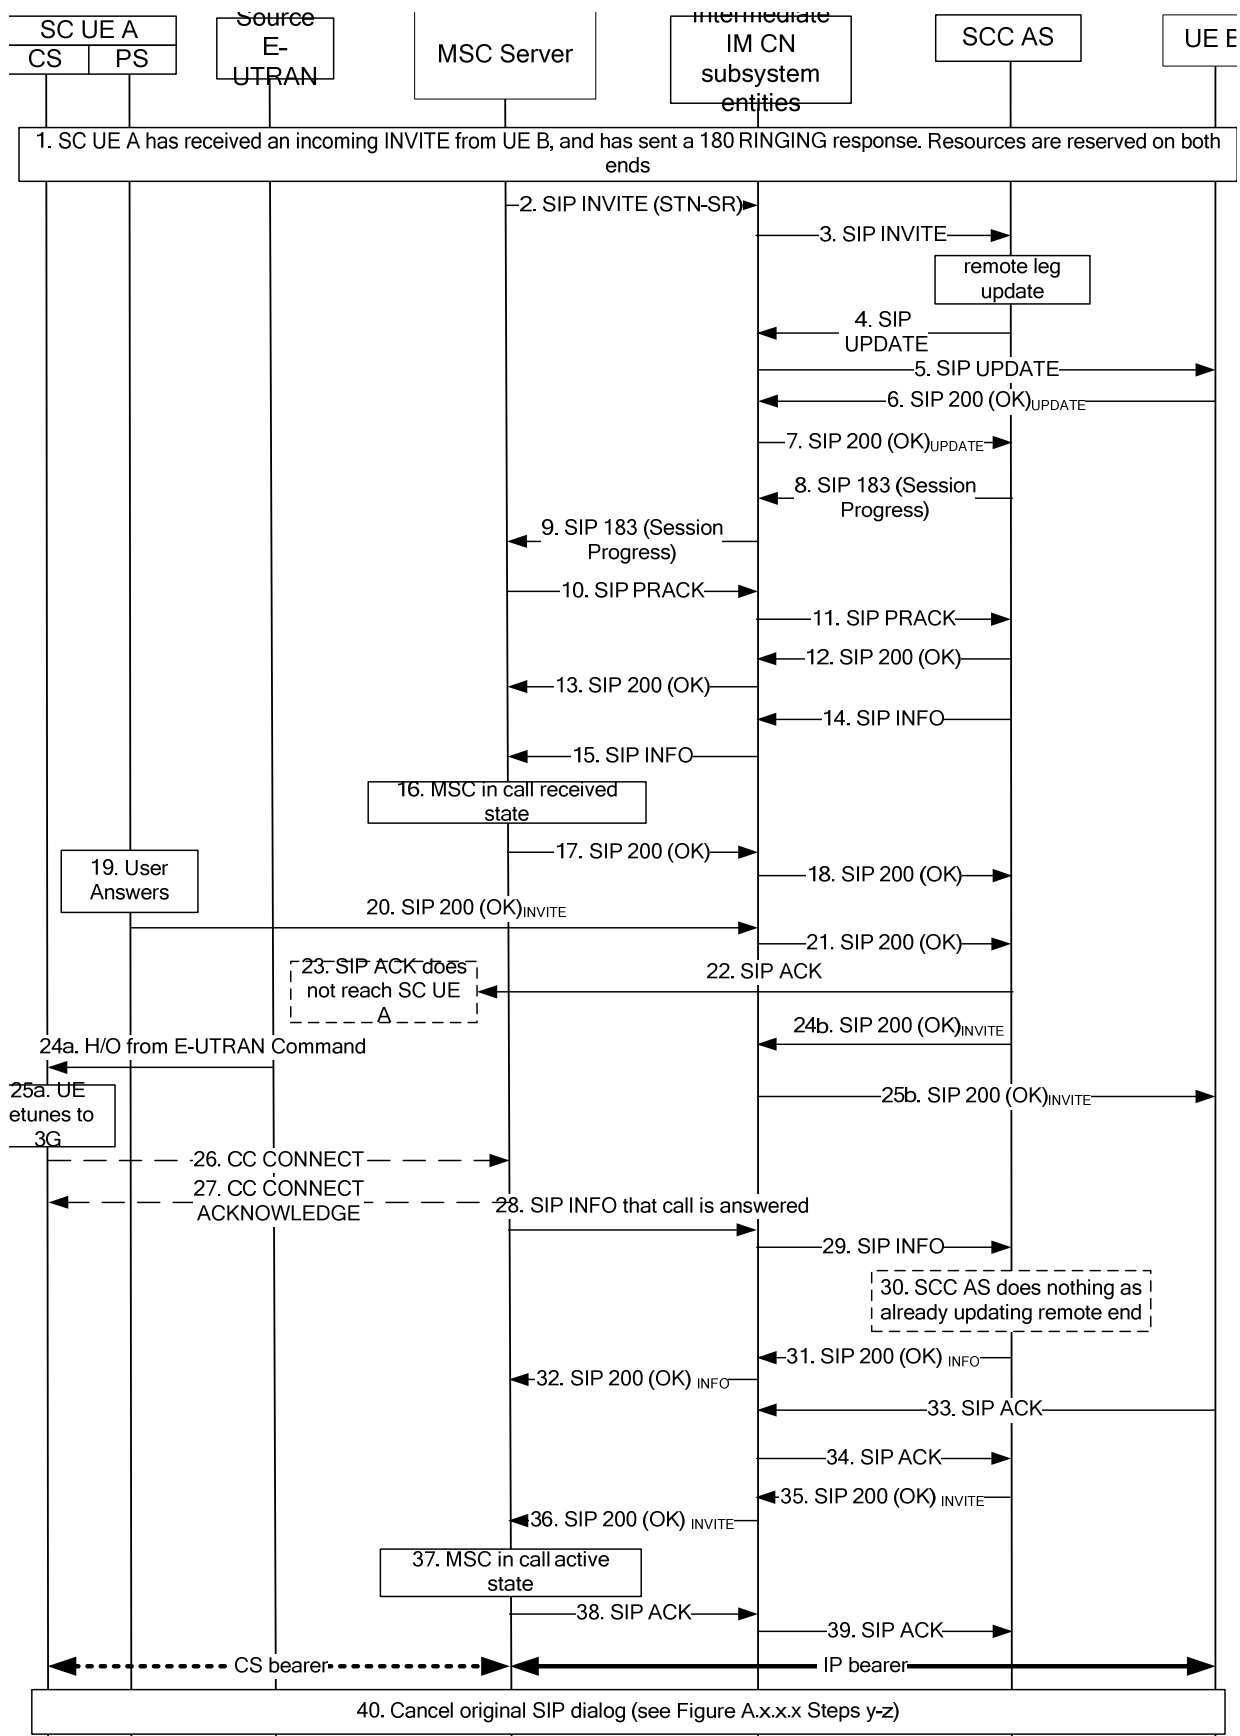 SC UE A
CS
PS
Source
E-
UTRAN
MSC Server
Intermediate
IM CN
subsystem
entities
SCC AS
UE B
1. SC UE A has received an incoming INVITE from UE B, and has sent a 180 RINGING response. Resources are reserved on both
ends
2. SIP INVITE (STN-SR)
3. SIP INVITE
remote leg
update
4. SIP
UPDATE
5. SIP UPDATE
6. SIP 200 (OK)UPDATE
7. SIP 200 (OK)UPDATE
8. SIP 183 (Session
Progress)
9. SIP 183 (Session
Progress)
10. SIP PRACK
11. SIP PRACK
12. SIP 200 (OK)
13. SIP 200 (OK)
14. SIP INFO
15. SIP INFO
16. MSC in call received
state
17. SIP 200 (OK)
18. SIP 200 (OK)
19. User
Answers
20. SIP 200 (OK)INVITE
21. SIP 200 (OK)
22. SIP ACK
23. SIP ACK does
not reach SC UE
A
24b. SIP 200 (OK)INVITE
24a. H/O from E-UTRAN Command
25a. UE
etunes to
3G
25b. SIP 200 (OK)INVITE
26. CC CONNECT
27. CC CONNECT
ACKNOWLEDGE
28. SIP INFO that call is answered
29. SIP INFO
30. SCC AS does nothing as
already updating remote end
31. SIP 200 (OK) INFO
32. SIP 200 (OK) INFO
33. SIP ACK
34. SIP ACK
35. SIP 200 (OK) INVITE
36. SIP 200 (OK) INVITE
37. MSC in call active
state
38. SIP ACK
39. SIP ACK
CS bearer
IP bearer
40. Cancel original SIP dialog (see Figure A.x.x.x Steps y-z)